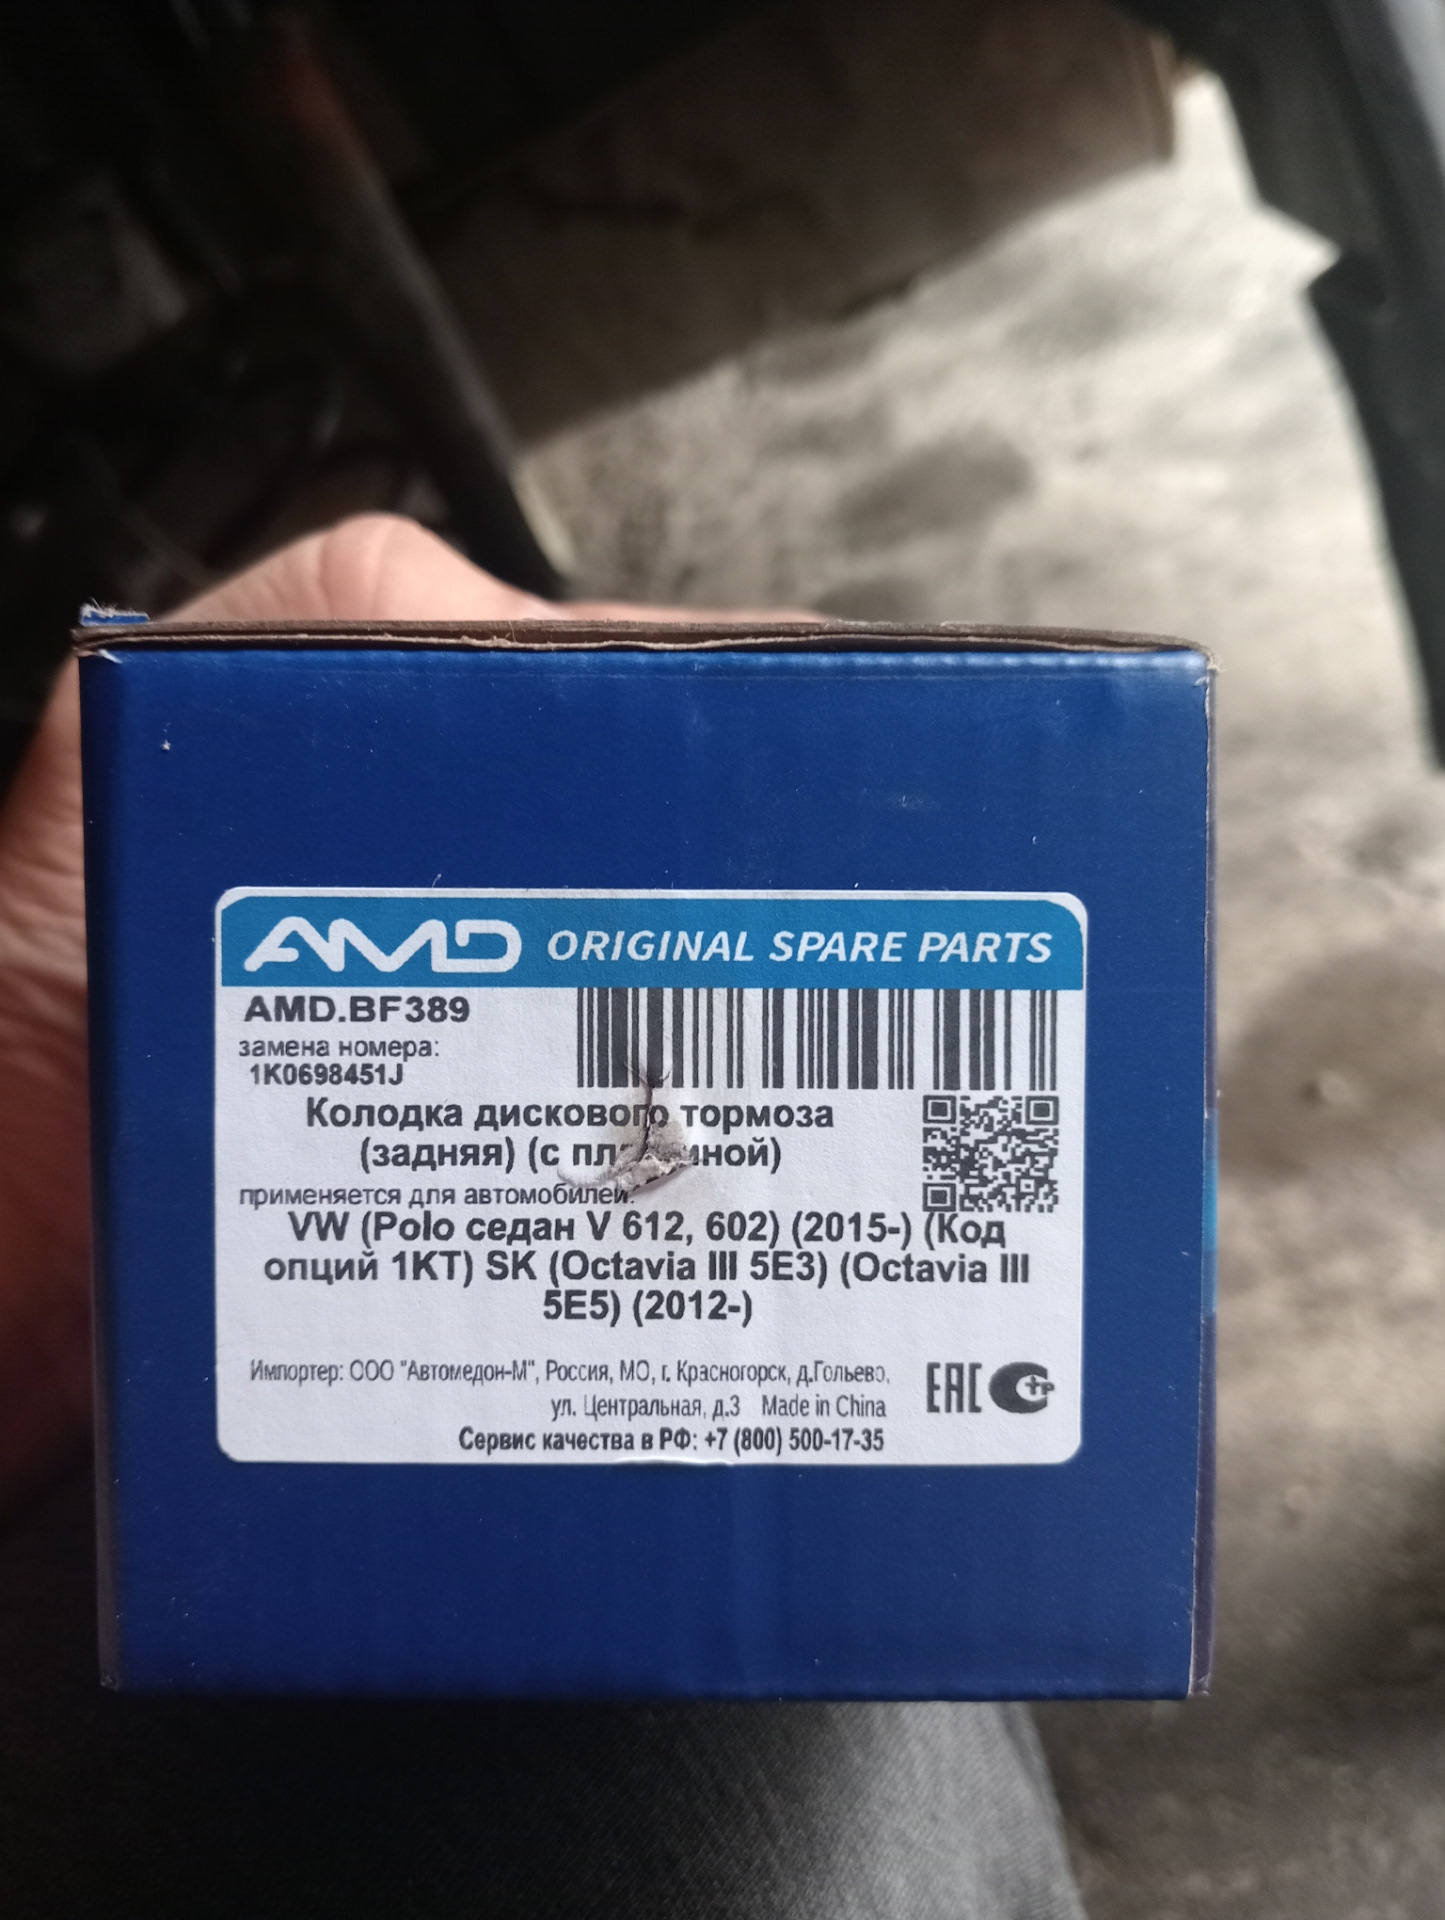 AMD ORIGINAL SPARE PARTS
AMD.BF389
замена номера:
1K0698451J
Колодка дискового тормоза
(задняя) (с
применяется для автомобилей:
VW (Polo седан V 612, 602) (2015-) (Код
опций 1KT) SK (Octavia III 5E3) (Octavia III
5E5) (2012-)
Импортер: ООО "Автомедон-М", Россия, МО, г. Красногорск, д.Гольево,
ул. Центральная, д.3 Made in China
Сервис качества в РФ: +7 (800) 500-17-35
EAC